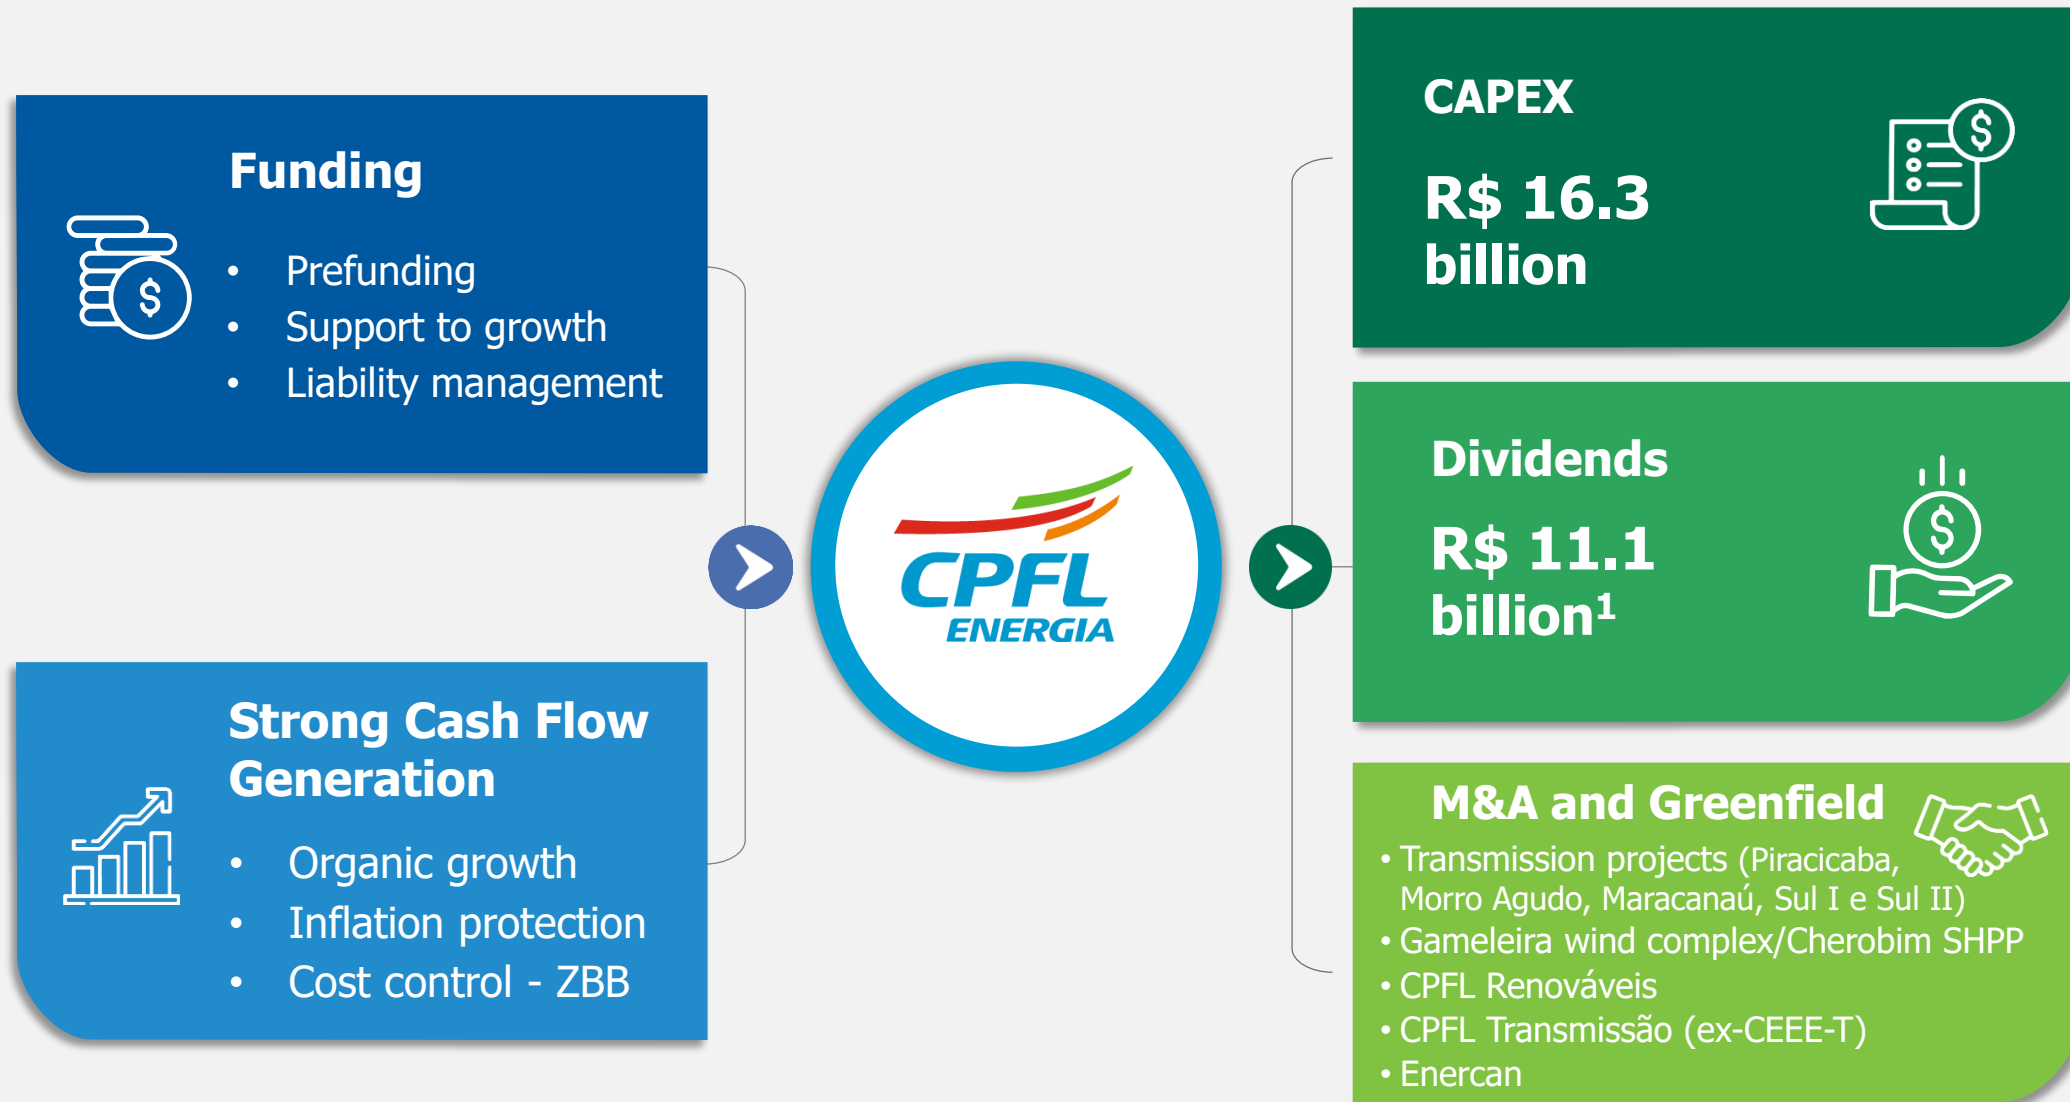 Funding
• Prefunding
• Support to growth
• Liability management
Strong Cash Flow
Generation
• Organic growth
• Inflation protection
• Cost control - ZBB
CPFL
ENERGIA
CAPEX
R$ 16.3
billion
Dividends
R$ 11.1
billion¹
M&A and Greenfield
• Transmission projects (Piracicaba,
Morro Agudo, Maracanaú, Sul I e Sul II)
• Gameleira wind complex/Cherobim SHPP
• CPFL Renováveis
• CPFL Transmissão (ex-CEEE-T)
• Enercan